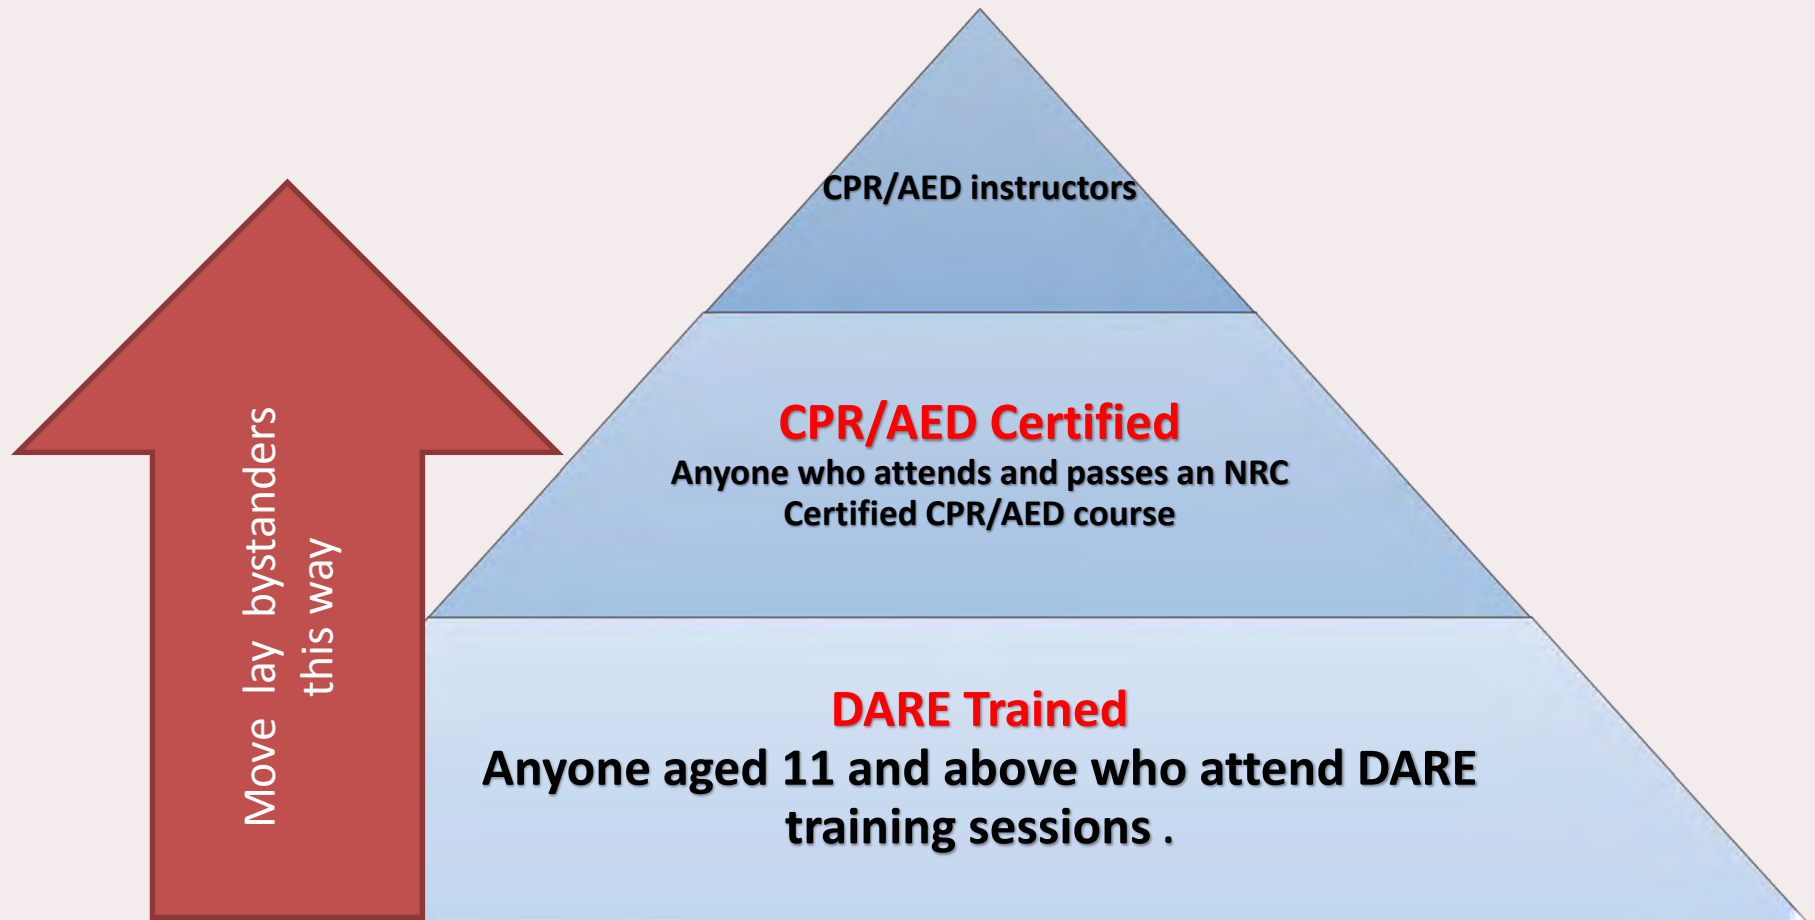 CPR/AED instructors
CPR/AED Certified
Anyone who attends and passes an NRC
Certified CPR/AED course
DARE Trained
Anyone aged 11 and above who attend DARE
training sessions .
Move lay bystanders
this way